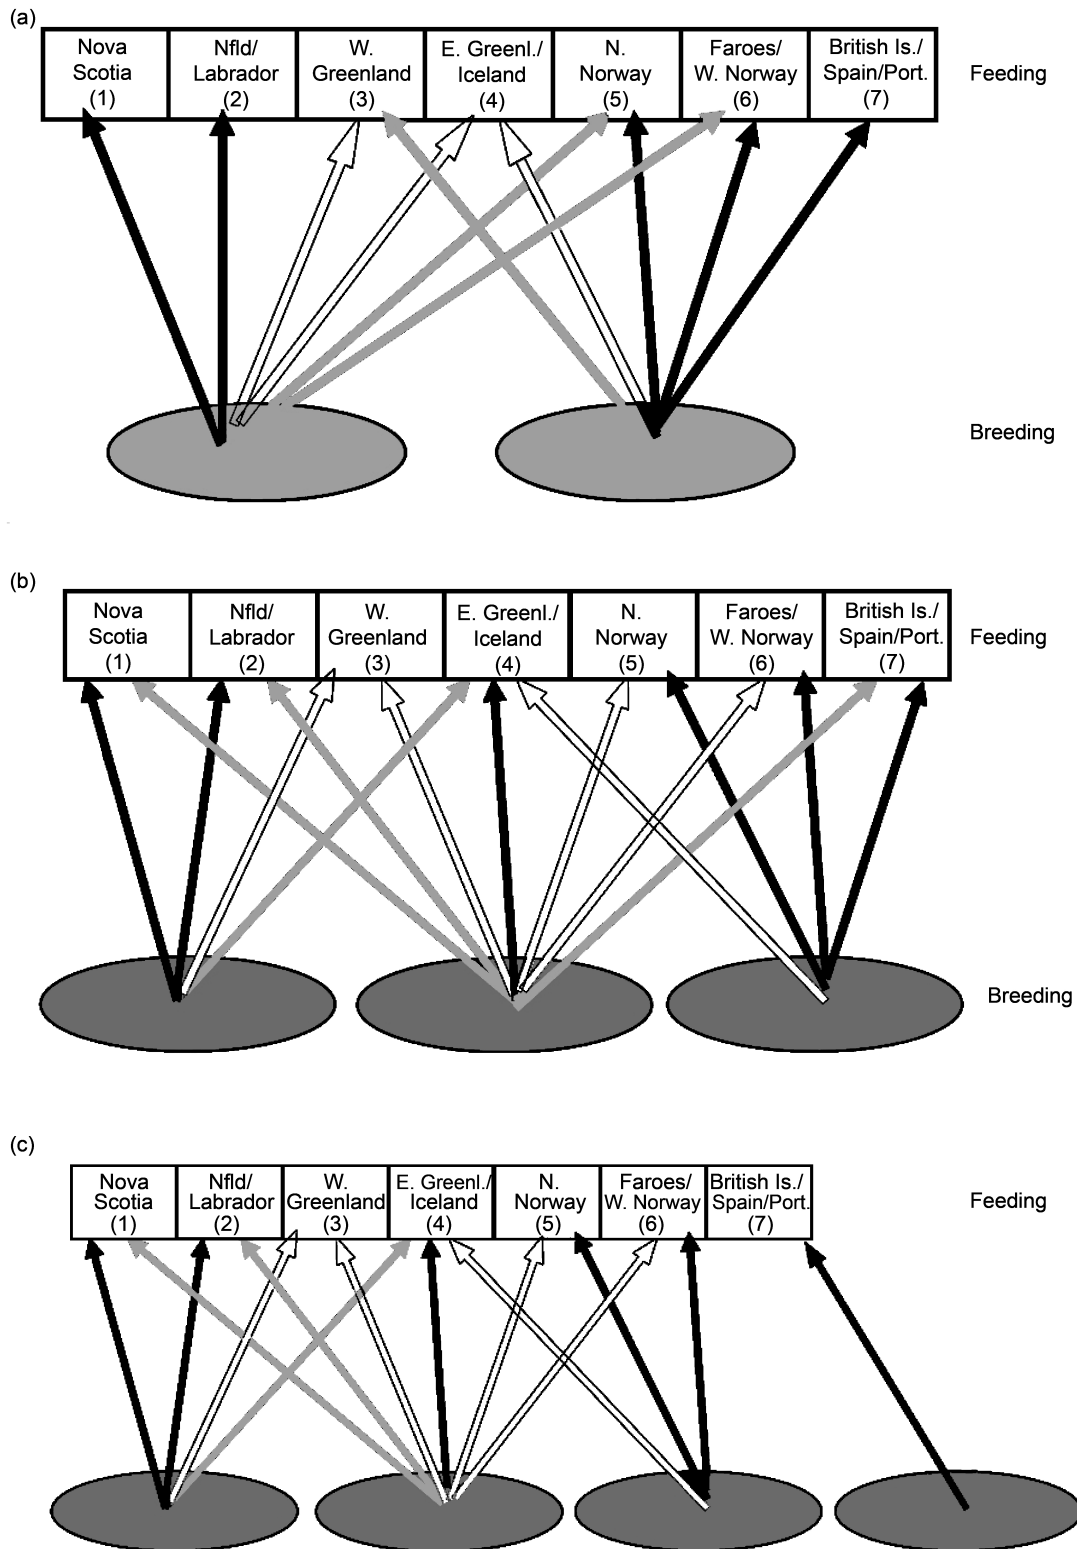 (a)
Nova
Scotia
(1)
Nfld/
Labrador
(2)
W.
Greenland
(3)
E. Greenl./
Iceland
(4)
N.
Norway
(5)
Faroes/
W. Norway
(6)
British Is./
Spain/Port.
(7)
Feeding
Breeding
(b)
Nova
Scotia
(1)
Nfld/
Labrador
(2)
W.
Greenland
(3)
E. Greenl./
Iceland
(4)
N.
Norway
(5)
Faroes/
W. Norway
(6)
British Is./
Spain/Port.
(7)
Feeding
Breeding
(c)
Nova
Scotia
(1)
Nfld/
Labrador
(2)
W.
Greenland
(3)
E. Greenl./
Iceland
(4)
N.
Norway
(5)
Faroes/
W. Norway
(6)
British Is./
Spain/Port.
(7)
Feeding